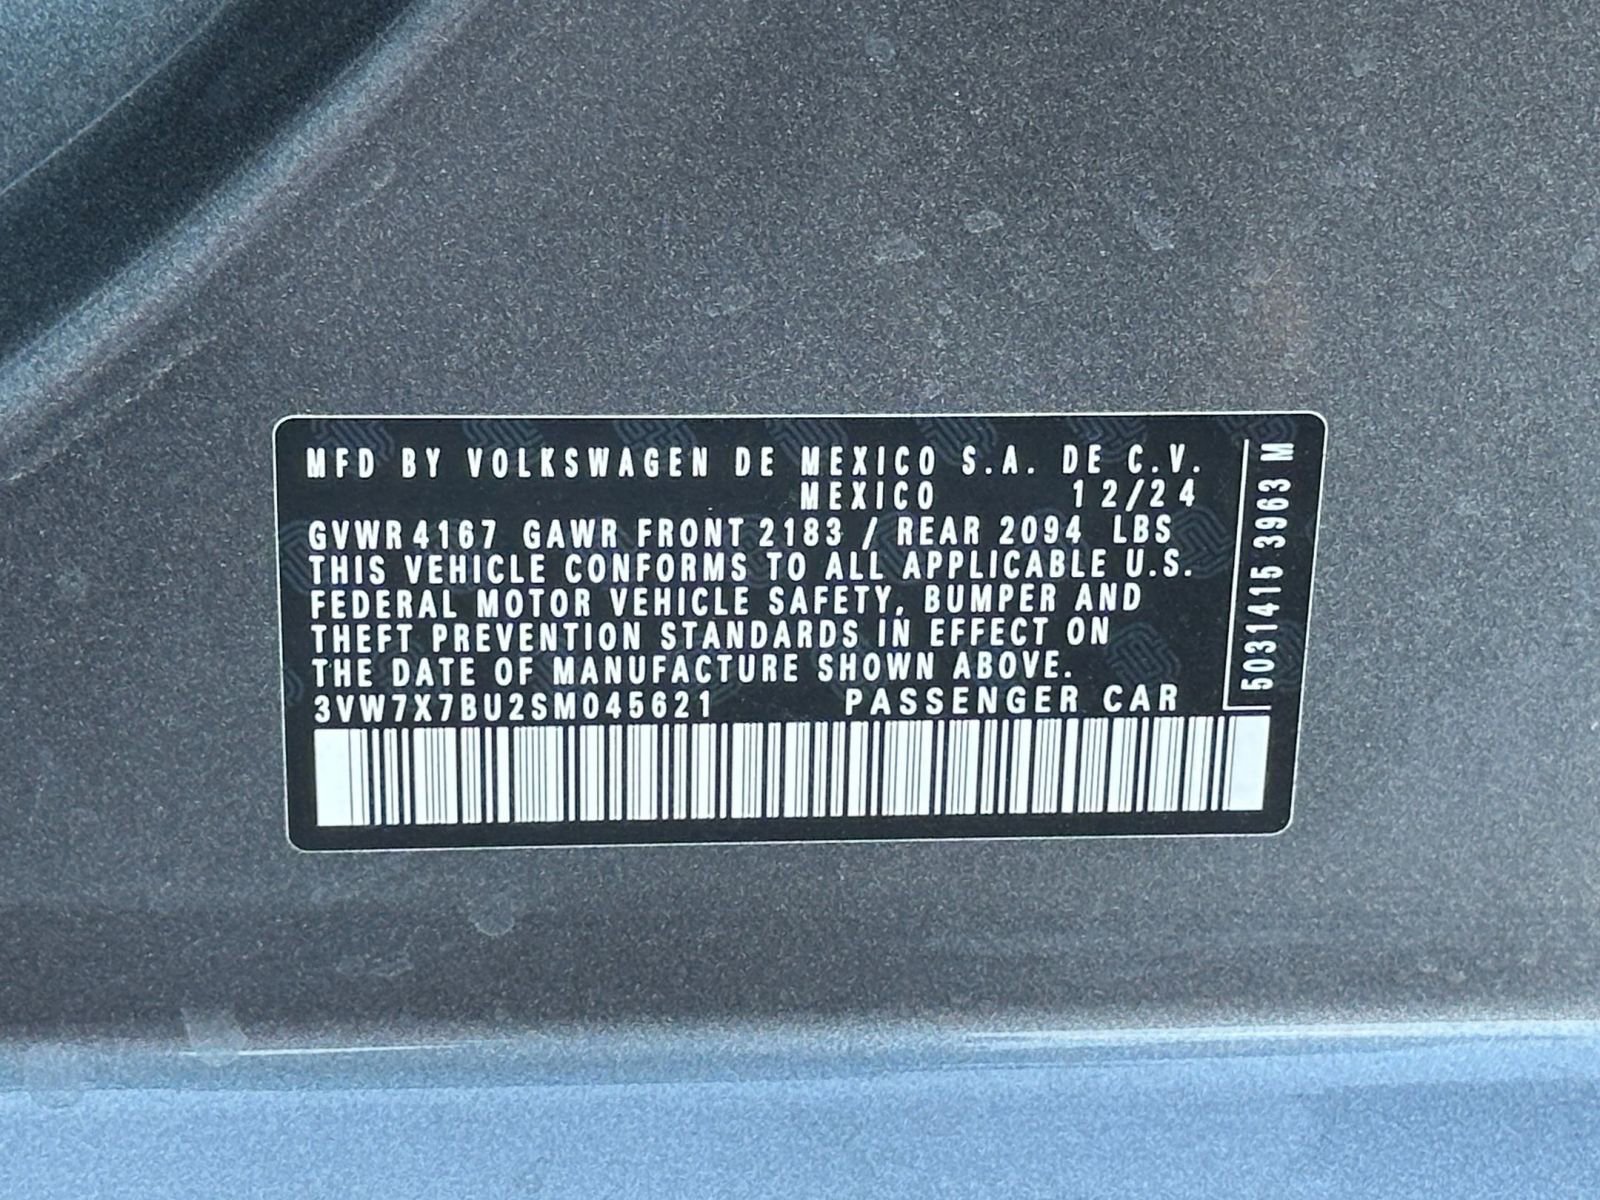 MFD BY VOLKSWAGEN DE MEXICO S.A. DE C.V.
MEXICO 12/24
GVWR 4167 GAWR FRONT 2183 / REAR 2094 LBS
THIS VEHICLE CONFORMS TO ALL APPLICABLE U.S.
FEDERAL MOTOR VEHICLE SAFETY, BUMPER AND
THEFT PREVENTION STANDARDS IN EFFECT ON
THE DATE OF MANUFACTURE SHOWN ABOVE.
3VW7X7BU2SM045621 PASSENGER CAR
5031415 3963 M